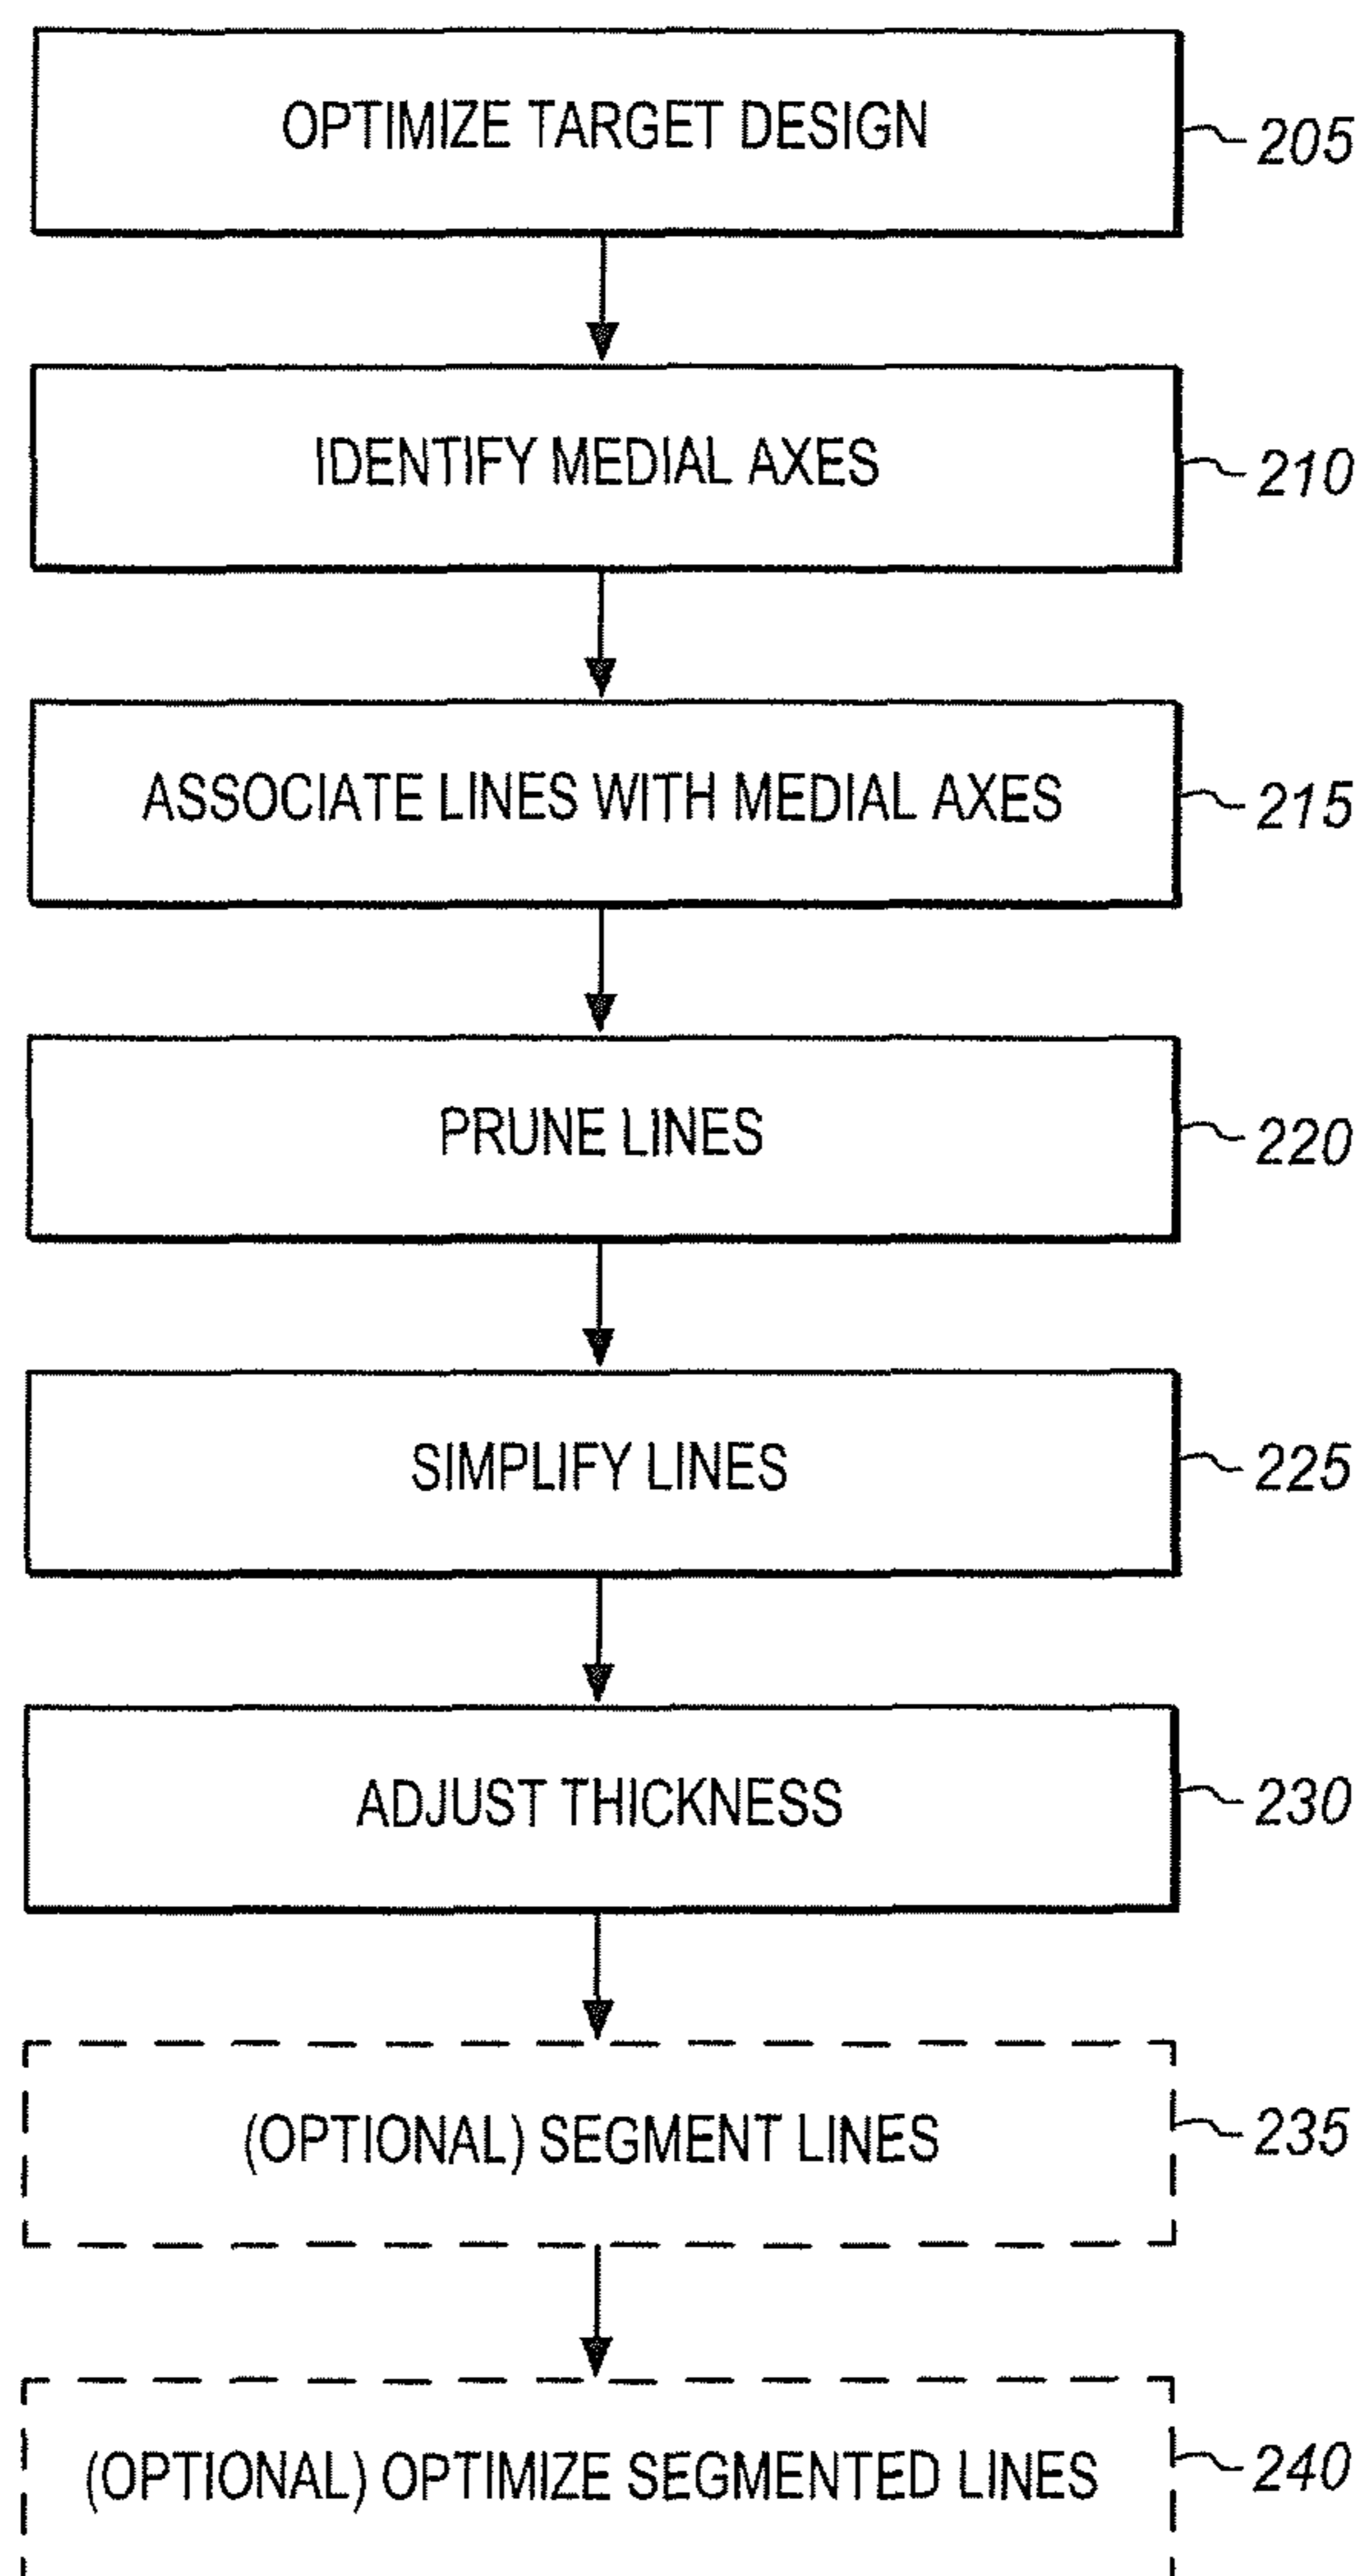 OPTIMIZE TARGET DESIGN
205
IDENTIFY MEDIAL AXES
210
ASSOCIATE LINES WITH MEDIAL AXES
215
PRUNE LINES
220
SIMPLIFY LINES
225
ADJUST THICKNESS
230
(OPTIONAL) SEGMENT LINES
235
(OPTIONAL) OPTIMIZE SEGMENTED LINES
240